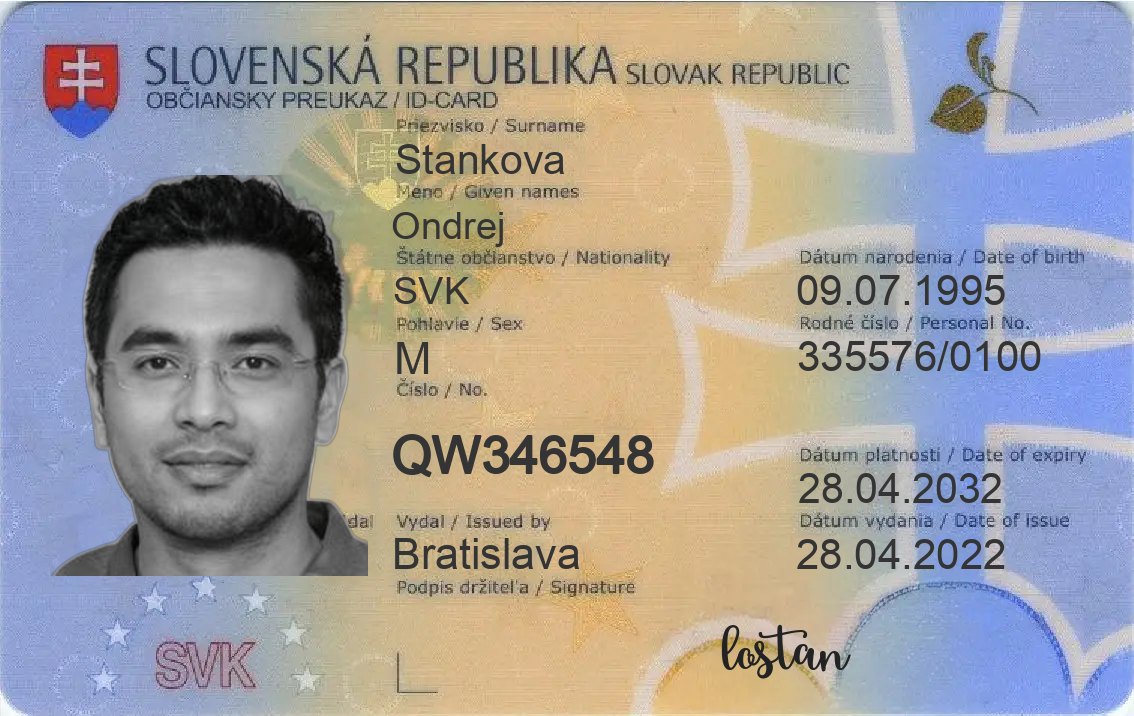 SLOVENSKÁ REPUBLIKA SLOVAK REPUBLIC
OBČIANSKY PREUKAZ / ID-CARD
Priezvisko / Surname
Stankova
Meno / Given names
Ondrej
Štátne občianstvo / Nationality
SVK
Dátum narodenia / Date of birth
09.07.1995
Pohlavie / Sex
M
Rodné číslo / Personal No.
335576/0100
Číslo / No.
QW346548
Dátum platnosti / Date of expiry
28.04.2032
dal Vydal / Issued by
Bratislava
Dátum vydania / Date of issue
28.04.2022
Podpis držiteľa / Signature
lostan
SVK